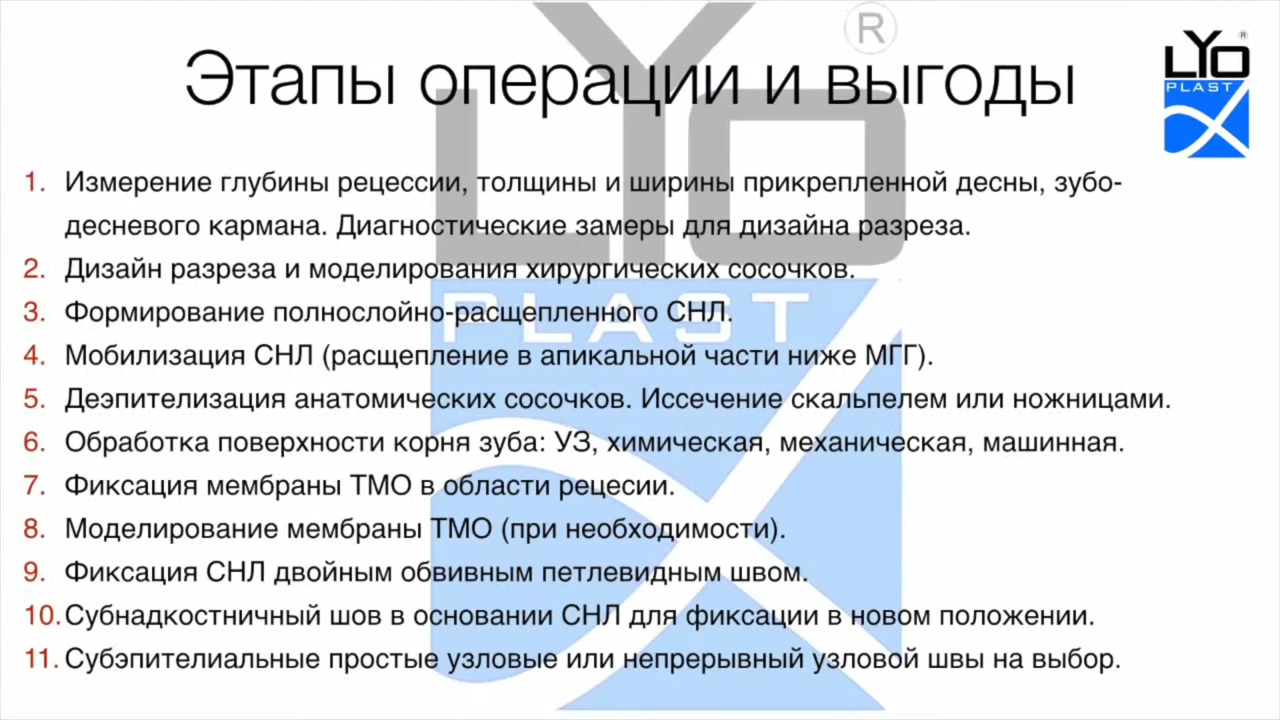 Этапы операции и выгоды
®
LYO
PLAST
1. Измерение глубины рецессии, толщины и ширины прикрепленной десны, зубо-
десневого кармана. Диагностические замеры для дизайна разреза.
2. Дизайн разреза и моделирования хирургических сосочков.
3. Формирование полнослойно-расщепленного СНЛ.
4. Мобилизация СНЛ (расщепление в апикальной части ниже МГГ).
5. Деэпителизация анатомических сосочков. Иссечение скальпелем или ножницами.
6. Обработка поверхности корня зуба: УЗ, химическая, механическая, машинная.
7. Фиксация мембраны ТМО в области рецесии.
8. Моделирование мембраны ТМО (при необходимости).
9. Фиксация СНЛ двойным обвивным петлевидным швом.
10. Субнадкостничный шов в основании СНЛ для фиксации в новом положении.
11. Субэпителиальные простые узловые или непрерывный узловой швы на выбор.
LYO
PLAST
®